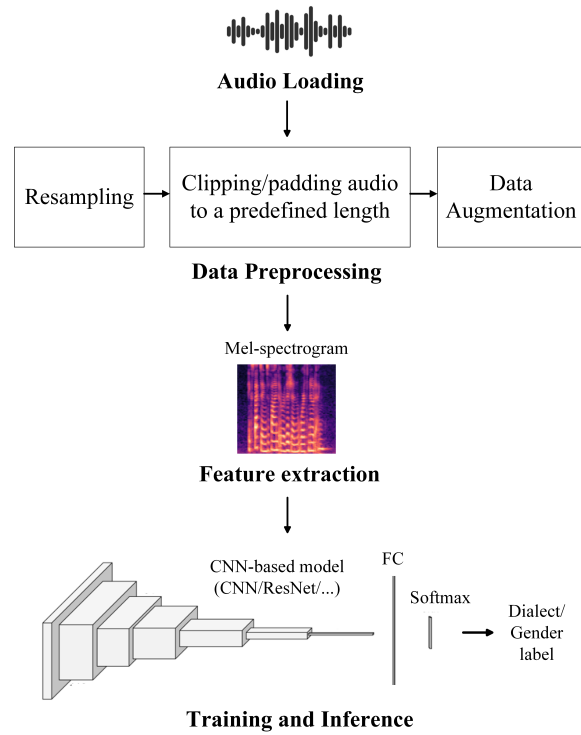 Audio Loading
Resampling
Clipping/padding audio
to a predefined length
Data
Augmentation
Data Preprocessing
Mel-spectrogram
Feature extraction
CNN-based model
(CNN/ResNet/...)
FC
Softmax
Dialect/
Gender
label
Training and Inference